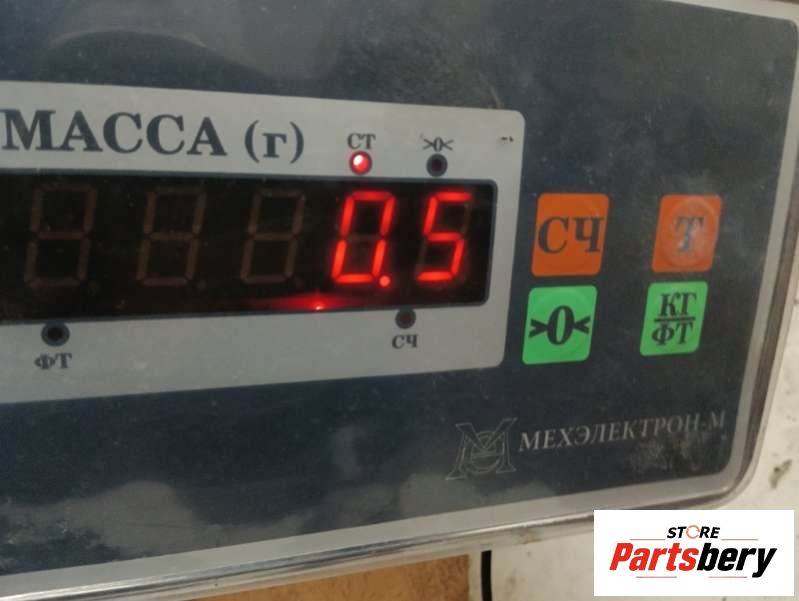 МАССА (г)
СТ
>0<
0.5
ФТ
СЧ
СЧ
Т
>0<
КГ
ФТ
МЕХЭЛЕКТРОН-М
STORE
Partsbery